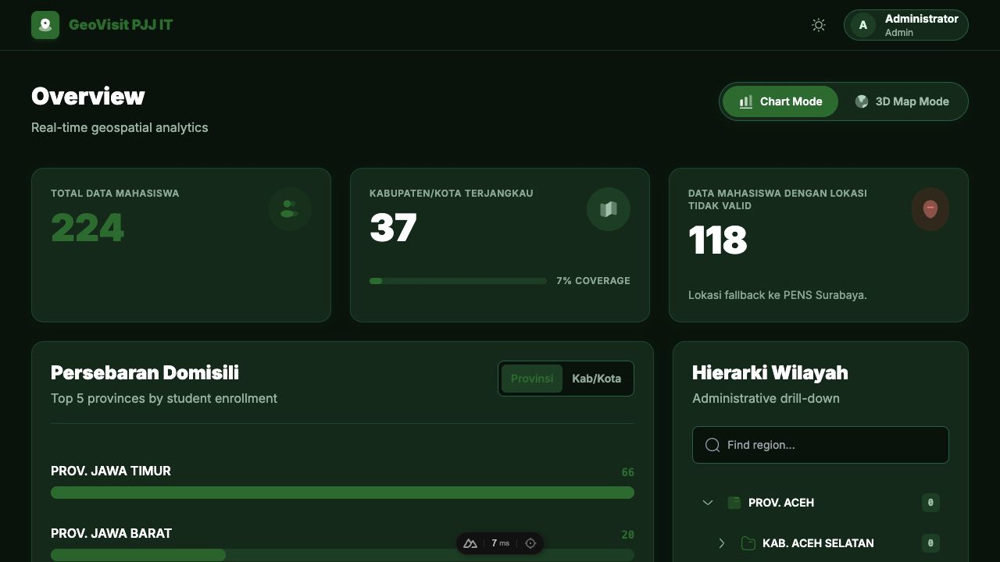 GeoVisit PJJ IT
A
Administrator
Admin
Overview
Real-time geospatial analytics
Chart Mode
3D Map Mode
TOTAL DATA MAHASISWA
224
KABUPATEN/KOTA TERJANGKAU
37
7% COVERAGE
DATA MAHASISWA DENGAN LOKASI
TIDAK VALID
118
Lokasi fallback ke PENS Surabaya.
Persebaran Domisili
Top 5 provinces by student enrollment
Provinsi
Kab/Kota
PROV. JAWA TIMUR
66
PROV. JAWA BARAT
20
Hierarki Wilayah
Administrative drill-down
Find region...
PROV. ACEH
0
KAB. ACEH SELATAN
0
7 ms